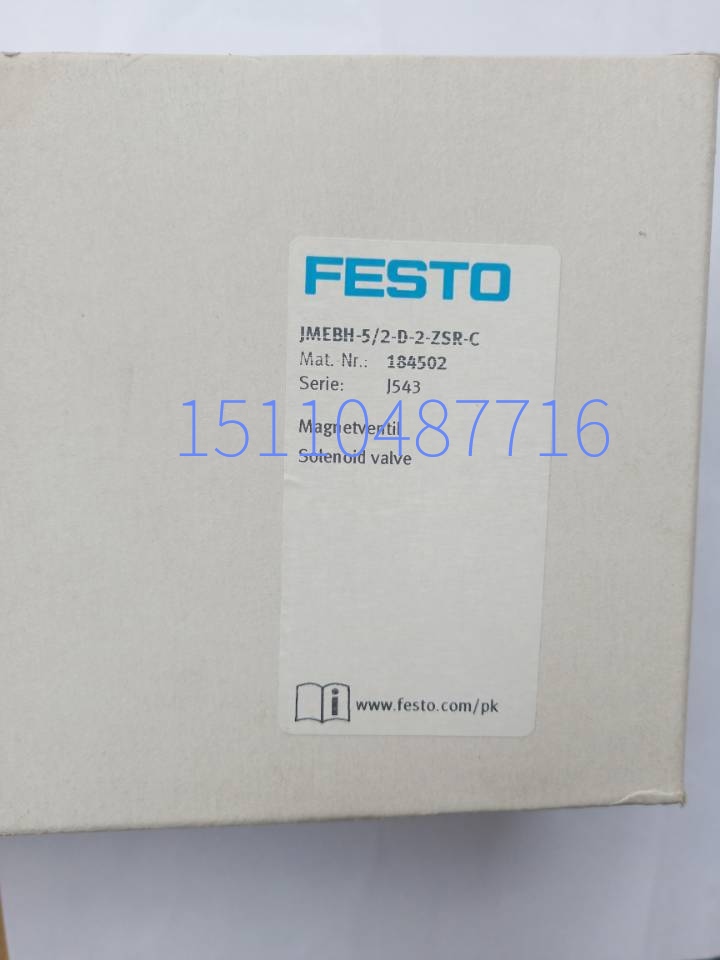 FESTO
JMEBH-5/2-D-2-ZSR-C
Mat. Nr.: 184502
Serie: J543
15110487716
Magnetventil
Solenoid valve
i www.festo.com/pk